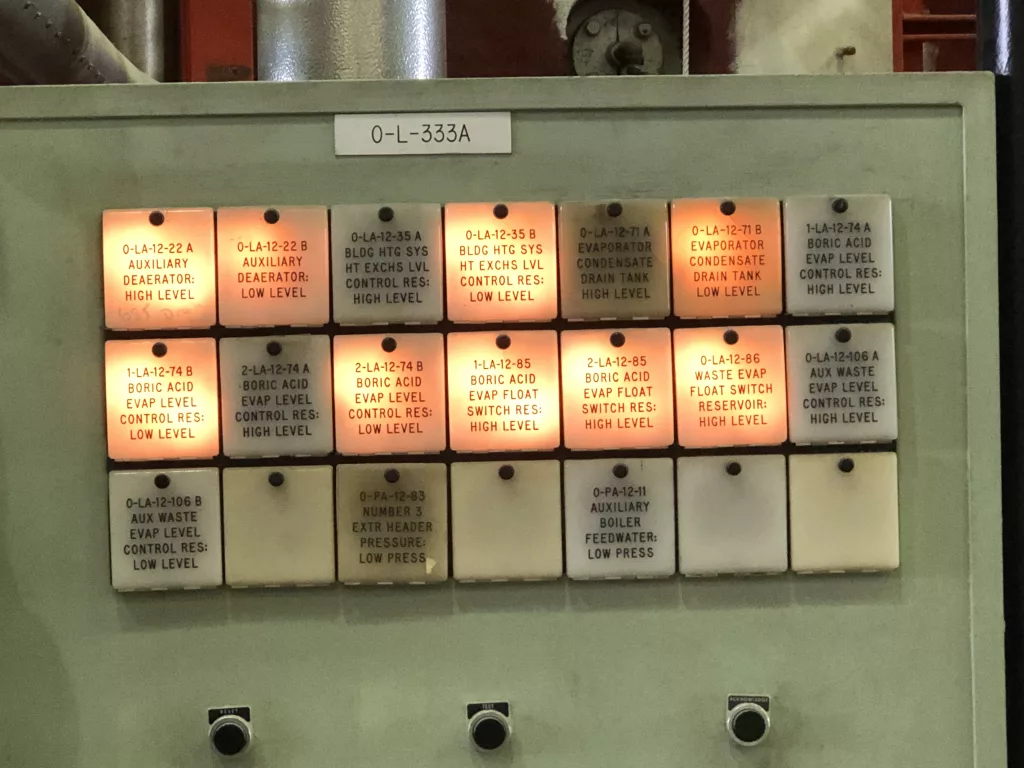 0-L-333A
0-LA-12-22 A
AUXILIARY
DEAERATOR:
HIGH LEVEL
0-LA-12-22 B
AUXILIARY
DEAERATOR:
LOW LEVEL
0-LA-12-35 A
BLDG HTG SYS
HT EXCHS LVL
CONTROL RES:
HIGH LEVEL
0-LA-12-35 B
BLDG HTG SYS
HT EXCHS LVL
CONTROL RES:
LOW LEVEL
0-LA-12-71 A
EVAPORATOR
CONDENSATE
DRAIN TANK
HIGH LEVEL
0-LA-12-71 B
EVAPORATOR
CONDENSATE
DRAIN TANK
LOW LEVEL
1-LA-12-74 A
BORIC ACID
EVAP LEVEL
CONTROL RES:
HIGH LEVEL
1-LA-12-74 B
BORIC ACID
EVAP LEVEL
CONTROL RES:
LOW LEVEL
2-LA-12-74 A
BORIC ACID
EVAP LEVEL
CONTROL RES:
HIGH LEVEL
2-LA-12-74 B
BORIC ACID
EVAP LEVEL
CONTROL RES:
LOW LEVEL
1-LA-12-85
BORIC ACID
EVAP FLOAT
SWITCH RES:
HIGH LEVEL
2-LA-12-85
BORIC ACID
EVAP FLOAT
SWITCH RES:
HIGH LEVEL
0-LA-12-86
WASTE EVAP
FLOAT SWITCH
RESERVOIR:
HIGH LEVEL
0-LA-12-106 A
AUX WASTE
EVAP LEVEL
CONTROL RES:
HIGH LEVEL
0-LA-12-106 B
AUX WASTE
EVAP LEVEL
CONTROL RES:
LOW LEVEL
0-PA-12-83
NUMBER 3
EXTR HEADER
PRESSURE:
LOW PRESS
0-PA-12-11
AUXILIARY
BOILER
FEEDWATER:
LOW PRESS
RESET
TEST
ACKNOWLEDGE